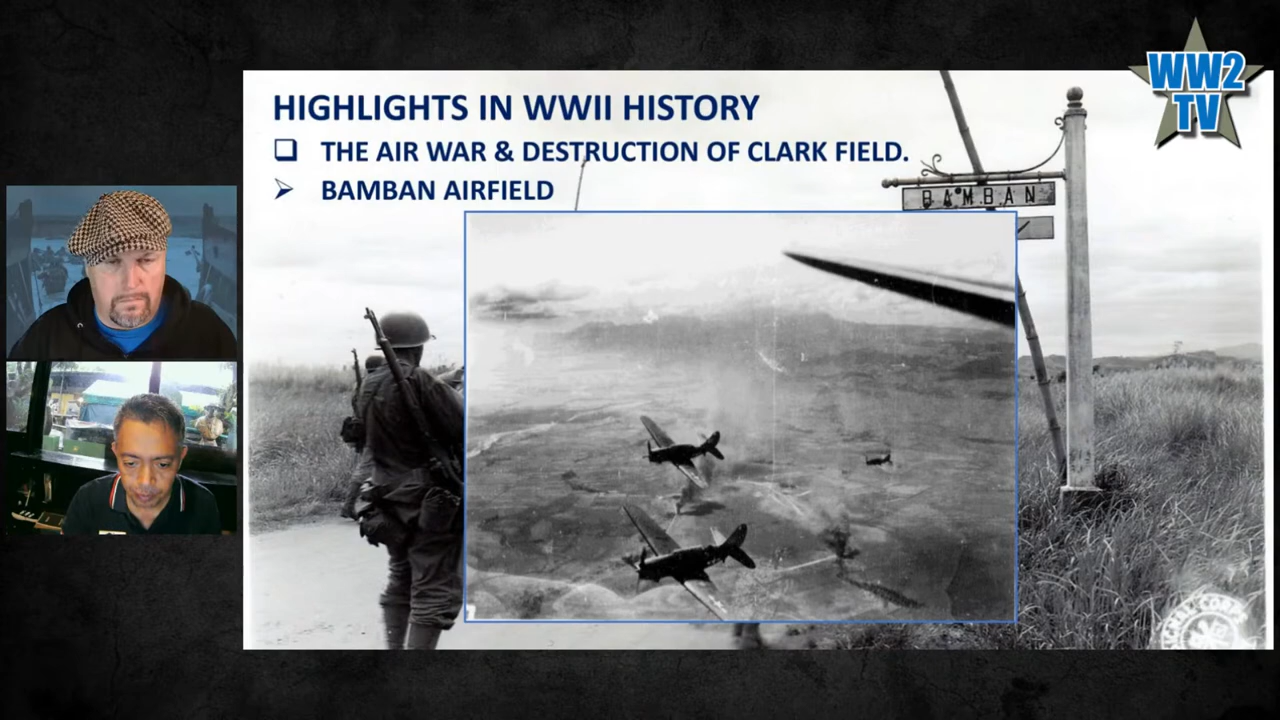 WW2
TV
HIGHLIGHTS IN WWII HISTORY
THE AIR WAR & DESTRUCTION OF CLARK FIELD.
BAMBAN AIRFIELD
BAMBAN